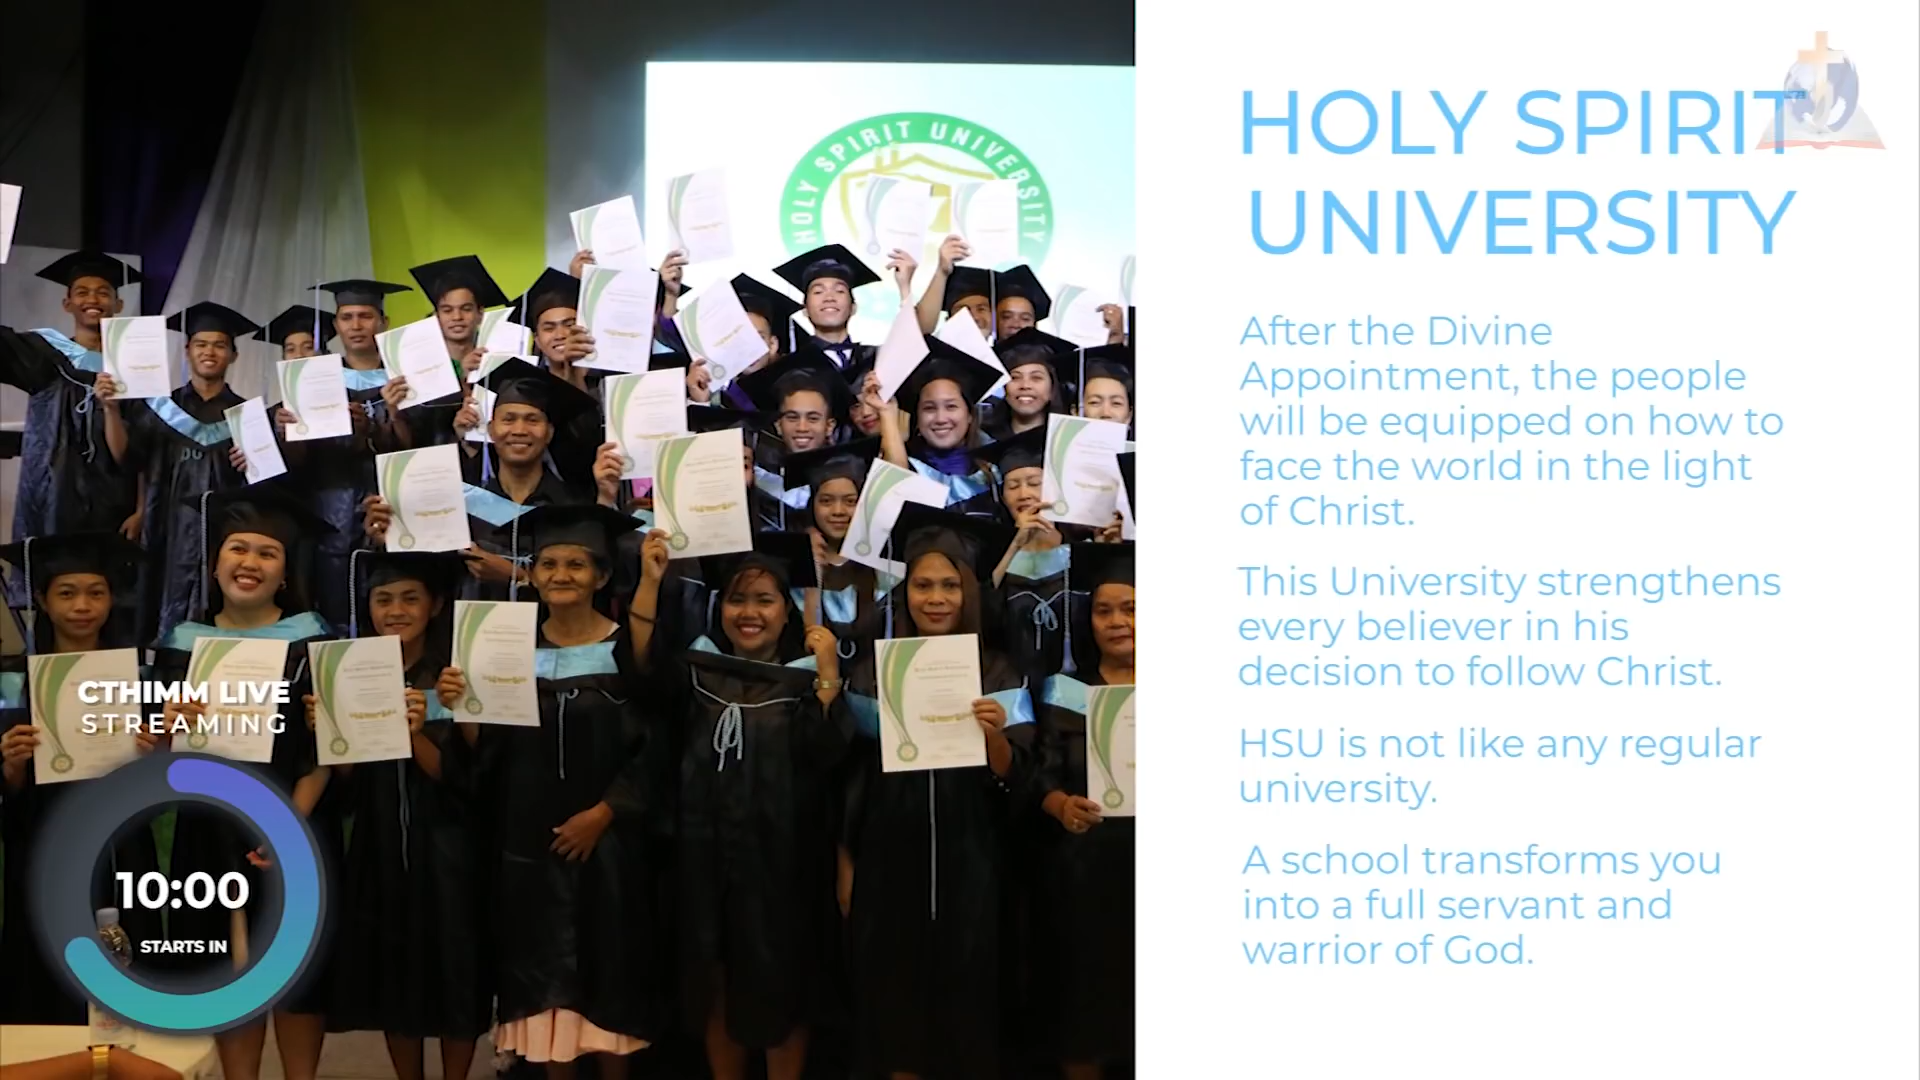 HOLY SPIRIT UNIVERSITY
HOLY SPIRIT
UNIVERSITY
After the Divine
Appointment, the people
will be equipped on how to
face the world in the light
of Christ.
This University strengthens
every believer in his
decision to follow Christ.
HSU is not like any regular
university.
A school transforms you
into a full servant and
warrior of God.
CTHIMM LIVE
STREAMING
10:00
STARTS IN